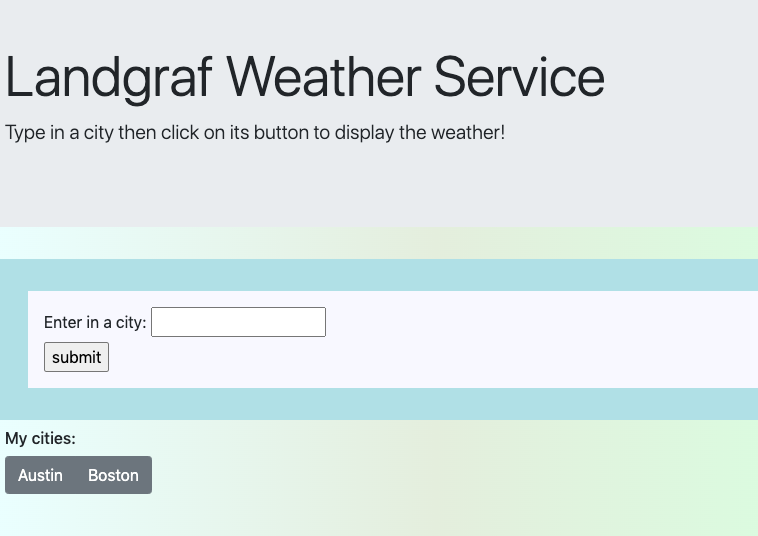 Landgraf Weather Service
Type in a city then click on its button to display the weather!
Enter in a city:
submit
My cities:
Austin Boston